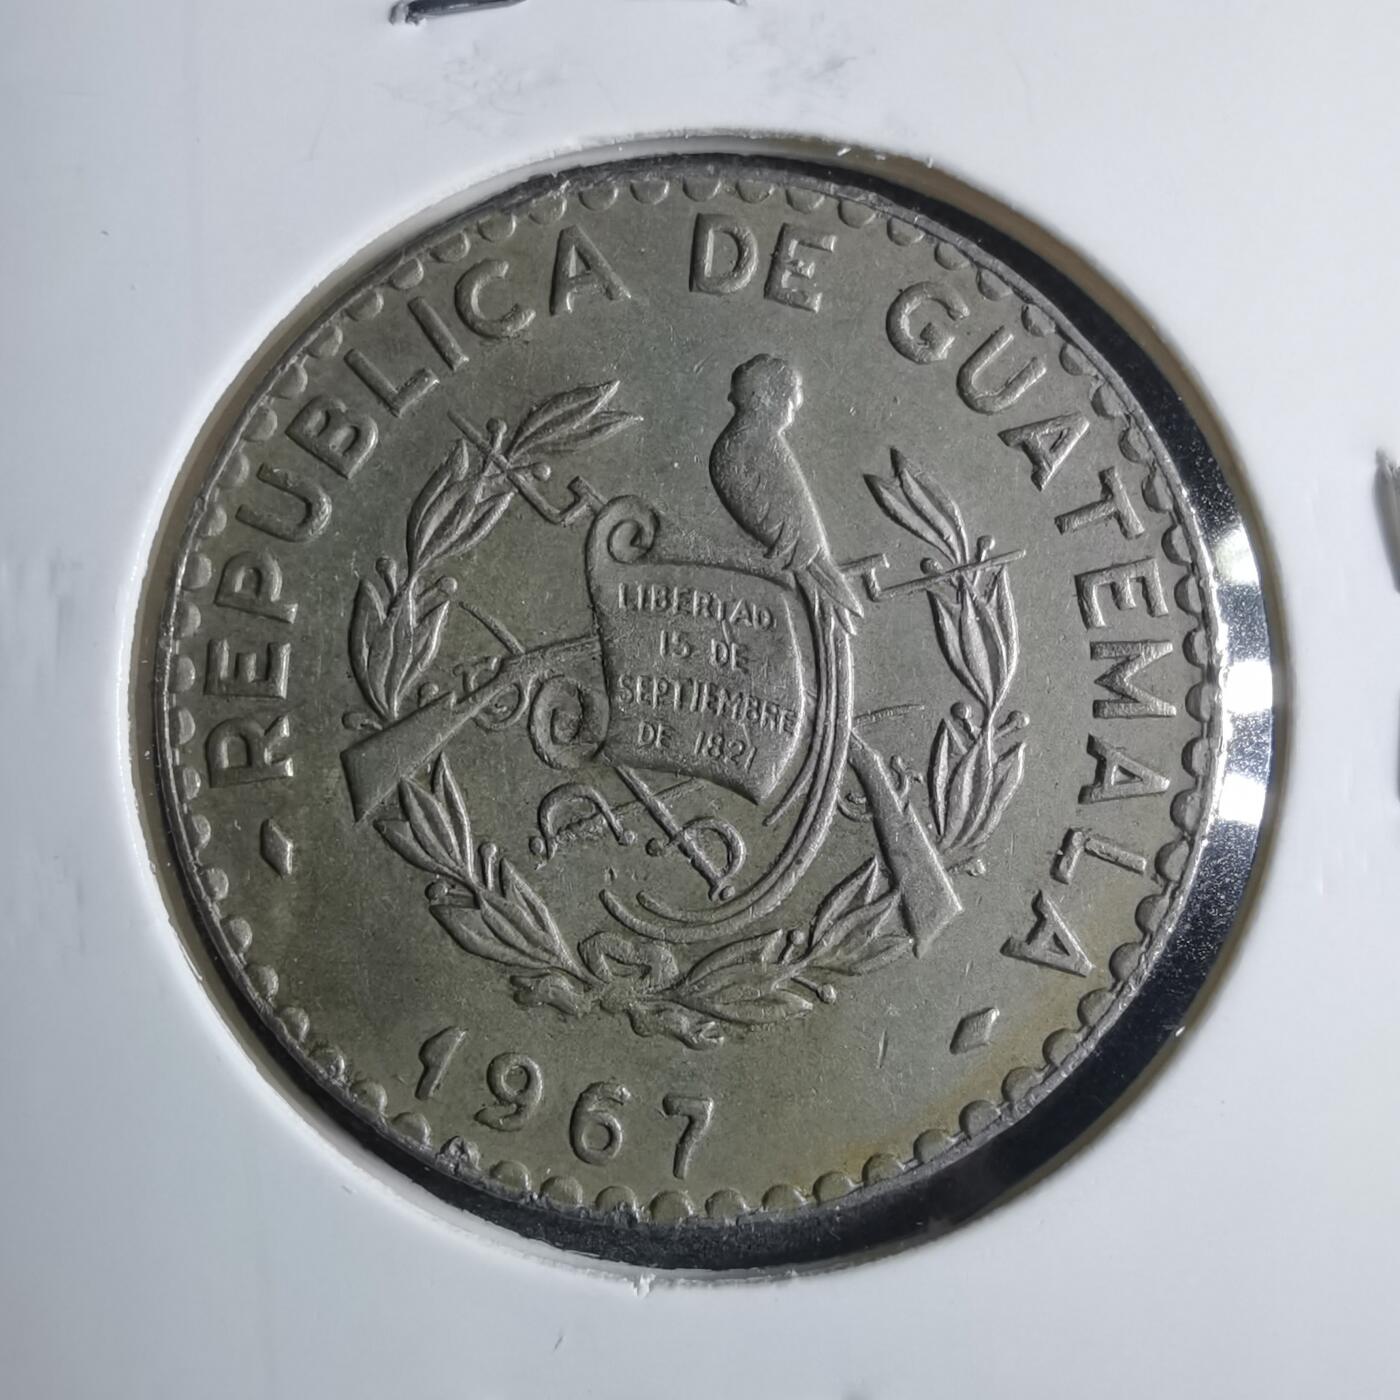 REPUBLICA DE GUATEMALA
LIBERTAD
15 DE
SEPTIEMBRE
DE 1821
1967